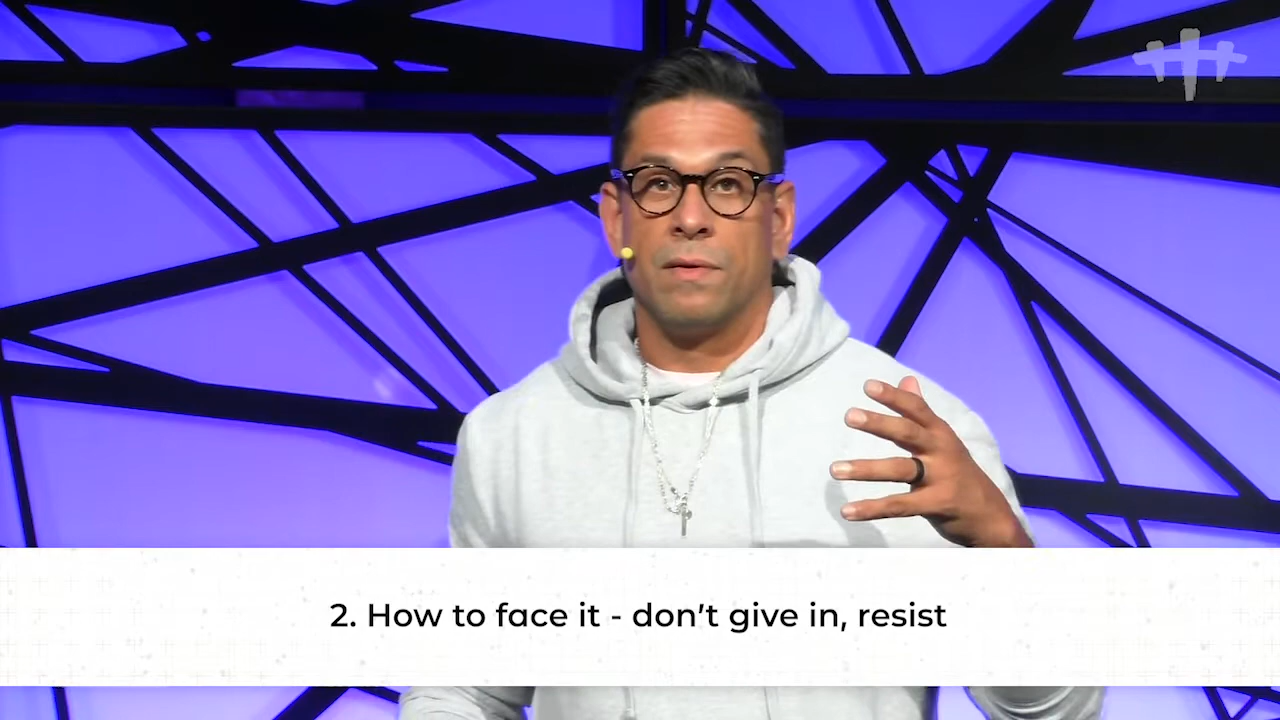 2. How to face it - don’t give in, resist